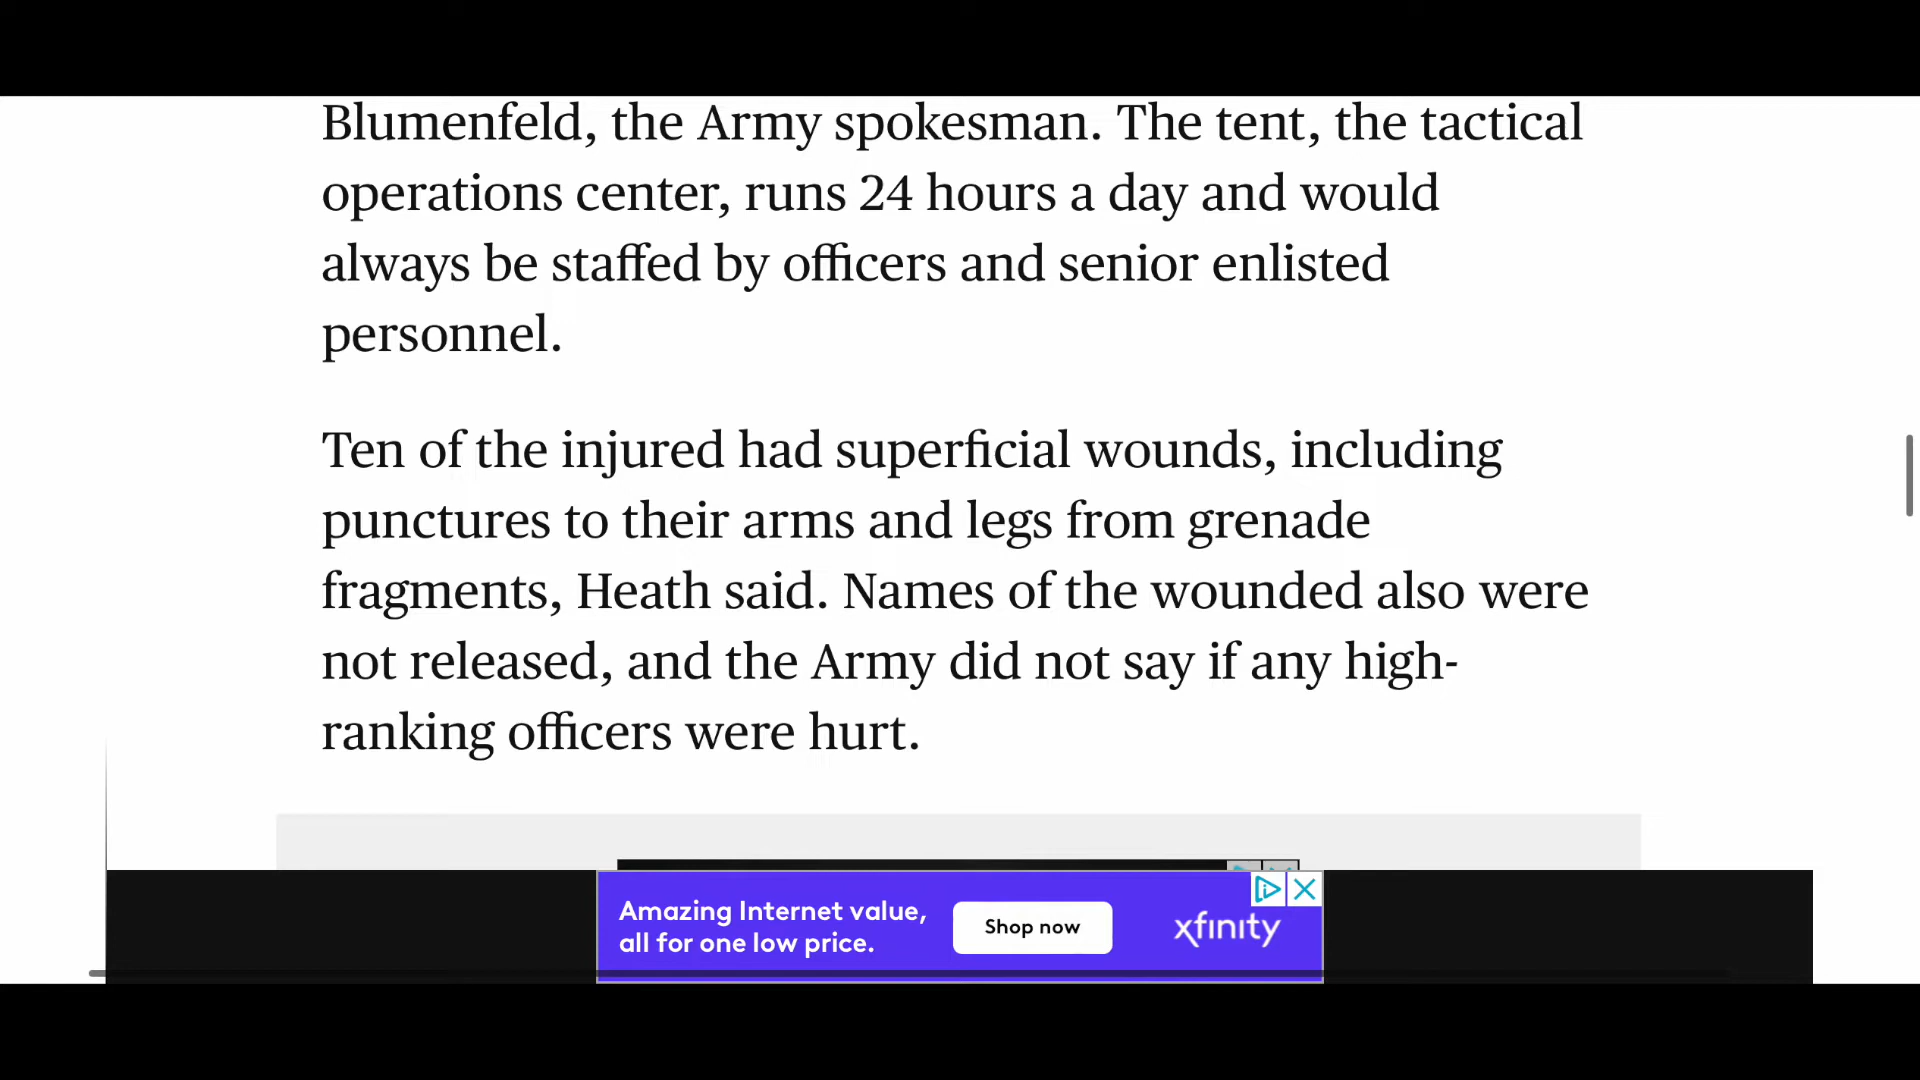 Blumenfeld, the Army spokesman. The tent, the tactical
operations center, runs 24 hours a day and would
always be staffed by officers and senior enlisted
personnel.
Ten of the injured had superficial wounds, including
punctures to their arms and legs from grenade
fragments, Heath said. Names of the wounded also were
not released, and the Army did not say if any high-
ranking officers were hurt.
Amazing Internet value,
all for one low price.
Shop now
xfinity